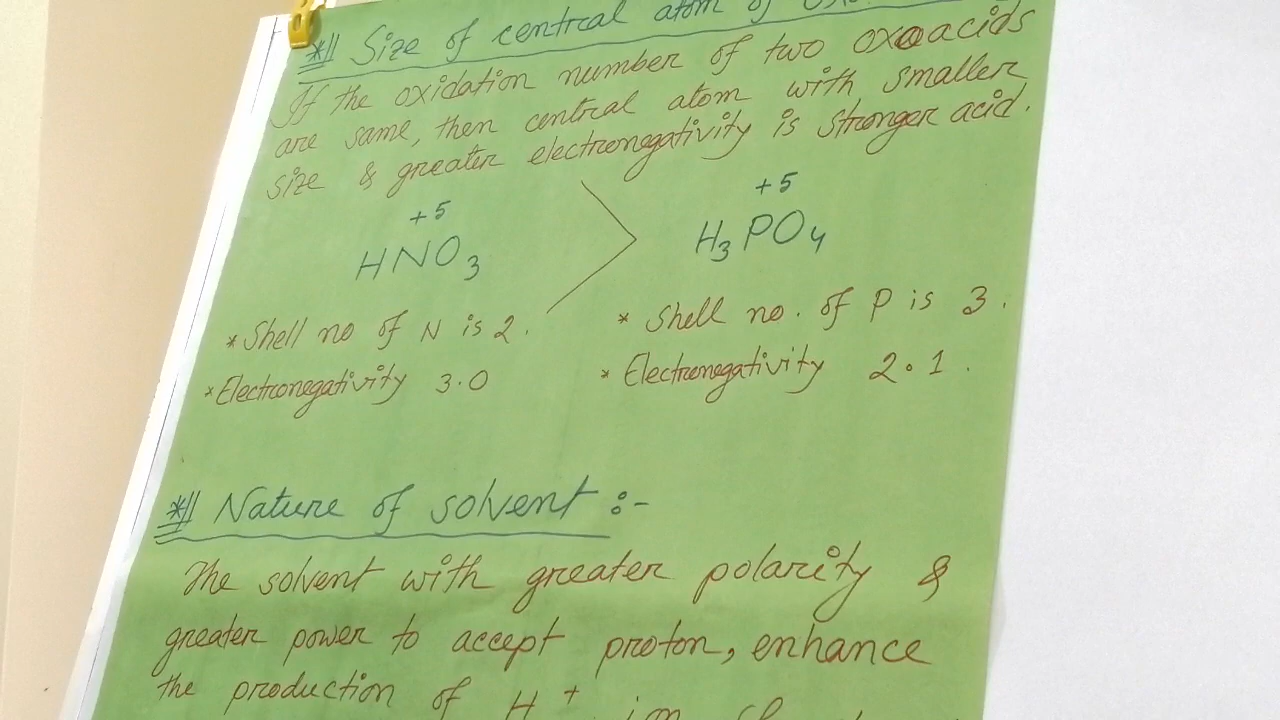 *|| Size of central atom of
If the oxidation number of two oxoacids
are same, then central atom with smaller
size & greater electronegativity is stronger acid.
+5
HNO3
+5
H3PO4
>
* Shell no of N is 2.
* Electronegativity 3.0
* Shell no. of P is 3.
* Electronegativity 2.1.
*|| Nature of solvent :-
The solvent with greater polarity &
greater power to accept proton, enhance
the production of H+ ion